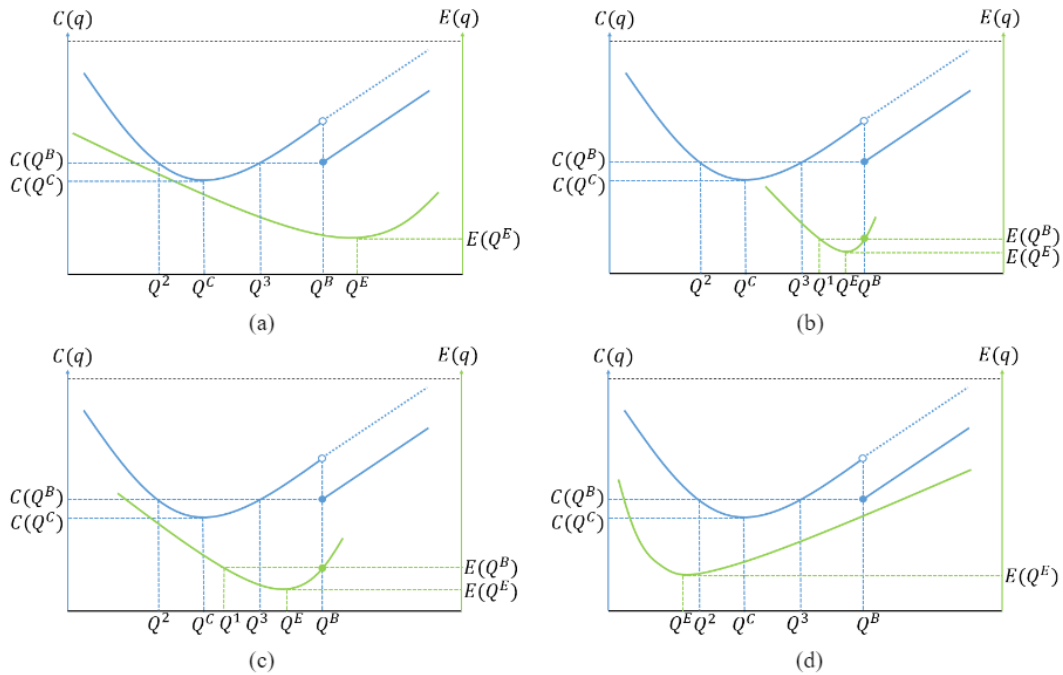 C(q) E(q) C(q) E(q)
C(Q^B) C(Q^B)
C(Q^C) C(Q^C)
E(Q^E) E(Q^B)
E(Q^E)
Q^2 Q^C Q^3 Q^B Q^E Q^2 Q^C Q^3 Q^1 Q^E Q^B
(a) (b)
C(q) E(q) C(q) E(q)
C(Q^B) C(Q^B)
C(Q^C) C(Q^C)
E(Q^B) E(Q^E)
E(Q^E)
Q^2 Q^C Q^1 Q^3 Q^E Q^B Q^E Q^2 Q^C Q^3 Q^B
(c) (d)